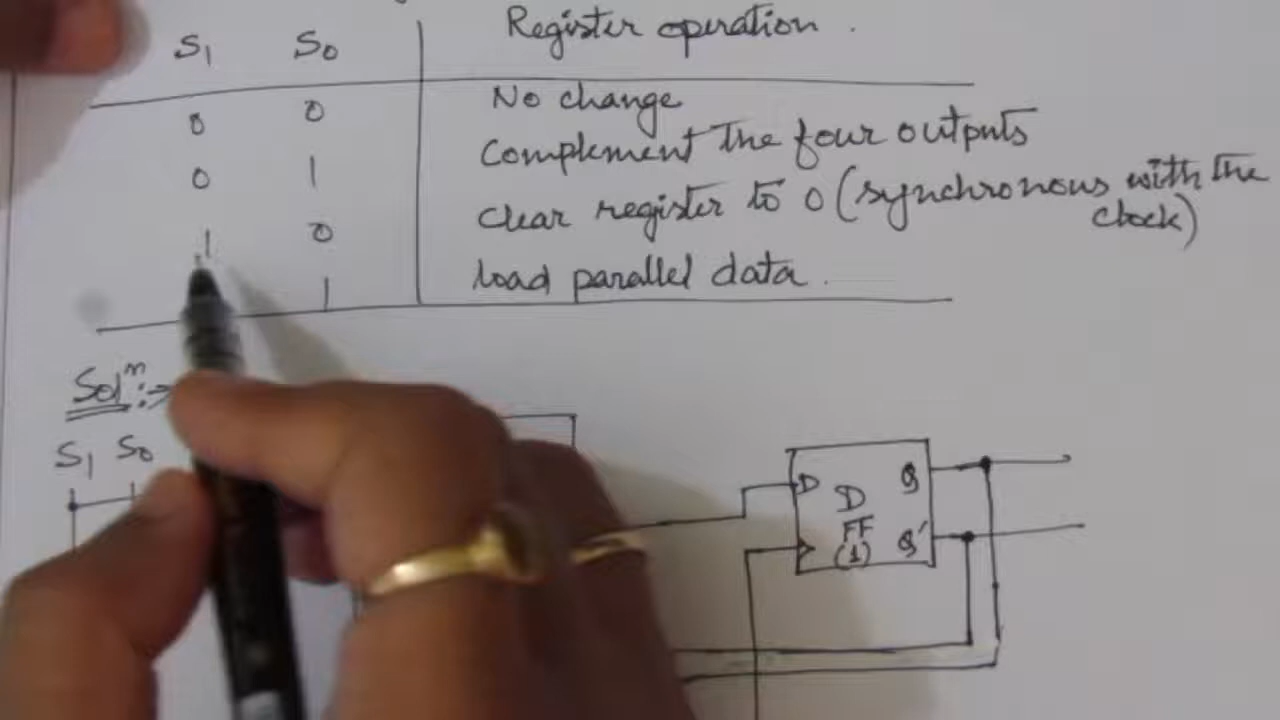 S1 S0 Register operation.
0 0 No change
0 1 Complement the four outputs
1 0 Clear register to 0 (synchronous with the clock)
1 load parallel data.
Solⁿ:->
S1 S0
D Q
D
FF
(1) Q'